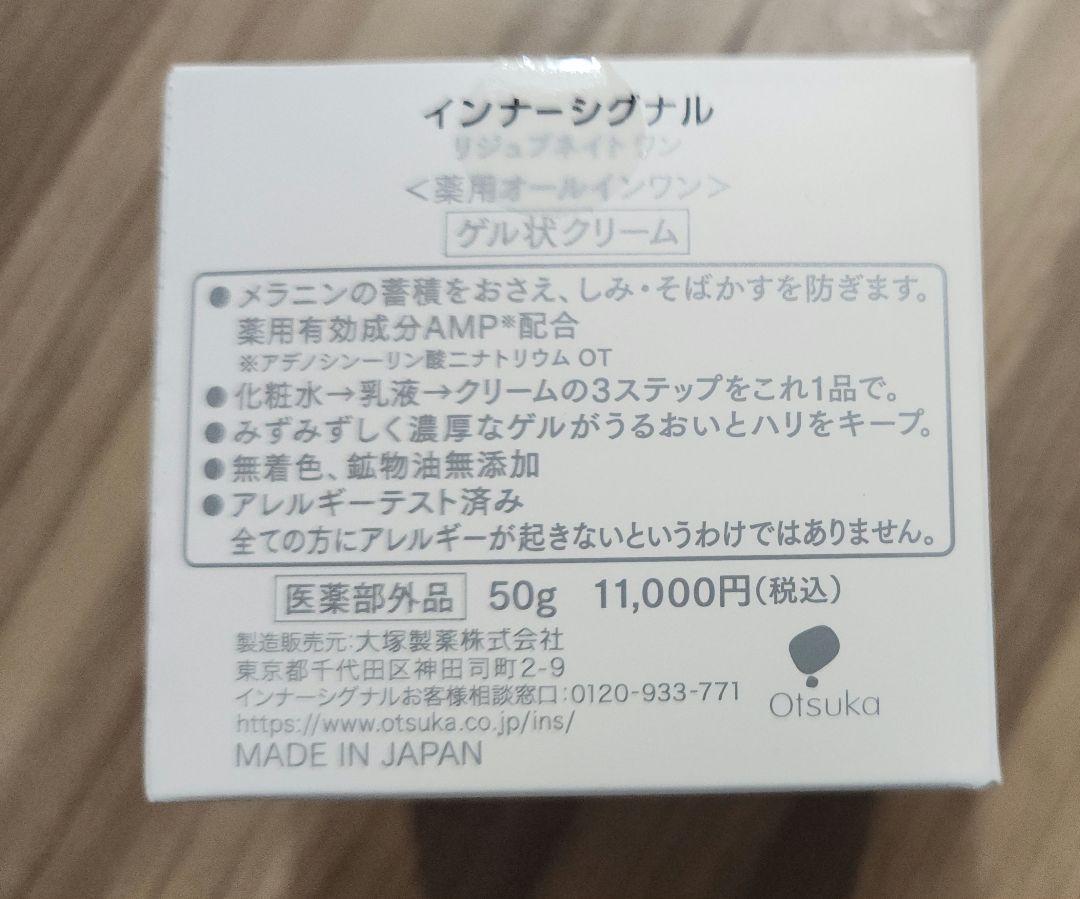 インナーシグナル
リジュブネイト ワン
＜薬用オールインワン＞
ゲル状クリーム
●メラニンの蓄積をおさえ、しみ・そばかすを防ぎます。
薬用有効成分AMP※配合
※アデノシン一リン酸二ナトリウム OT
●化粧水→乳液→クリームの3ステップをこれ1品で。
●みずみずしく濃厚なゲルがうるおいとハリをキープ。
●無着色、鉱物油無添加
●アレルギーテスト済み
全ての方にアレルギーが起きないというわけではありません。
医薬部外品 50g 11,000円(税込)
製造販売元:大塚製薬株式会社
東京都千代田区神田司町2-9
インナーシグナルお客様相談窓口:0120-933-771
https://www.otsuka.co.jp/ins/
MADE IN JAPAN
Otsuka